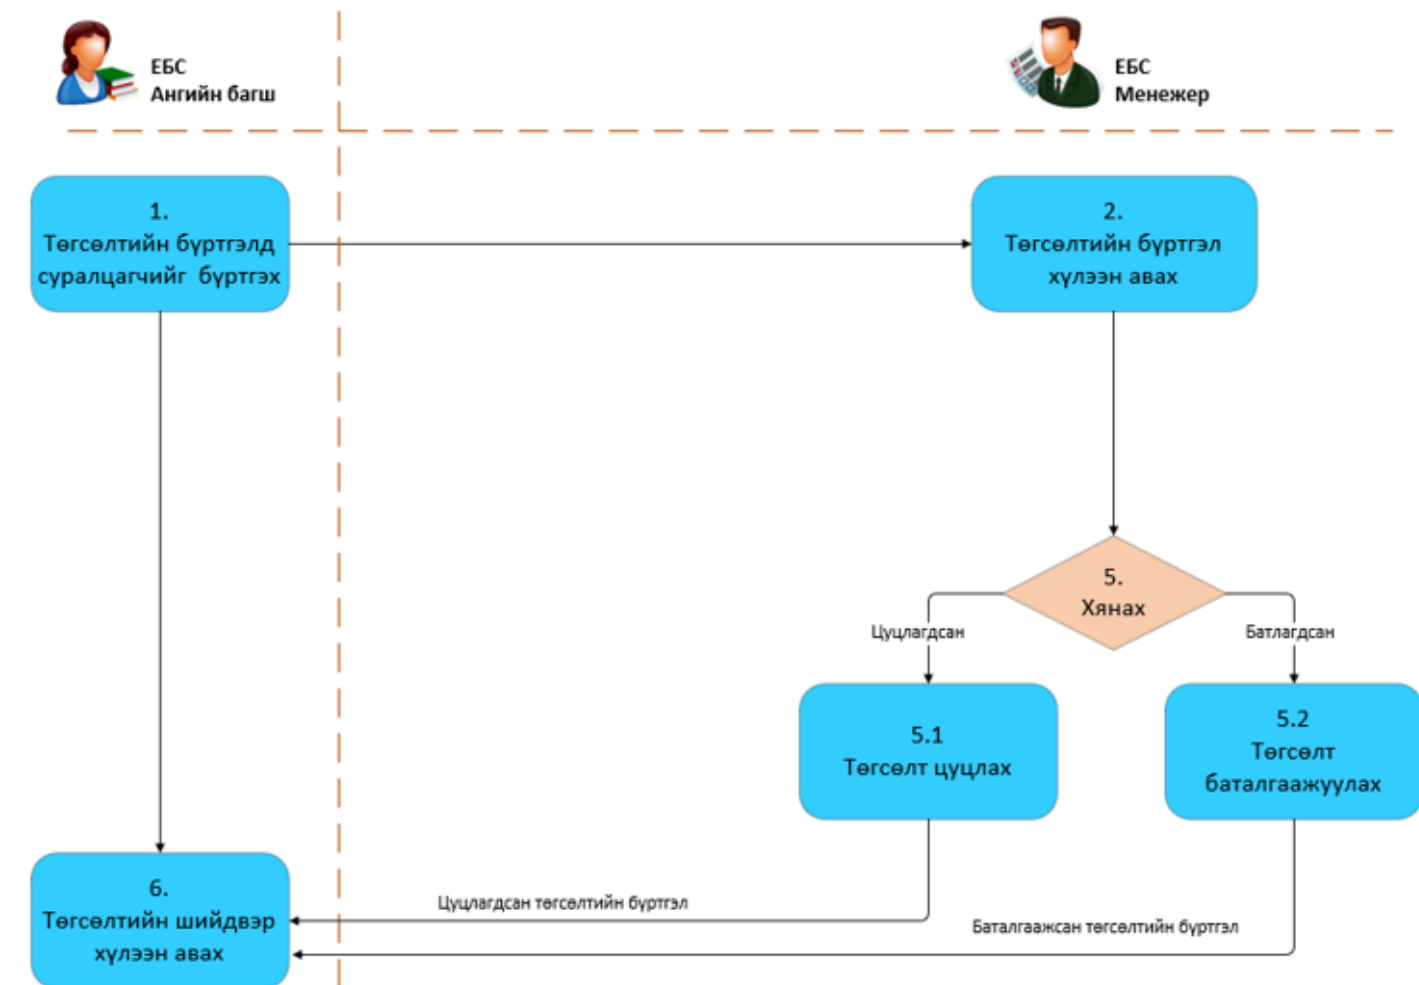 ЕБС
Ангийн багш
ЕБС
Менежер
1.
Төгсөлтийн бүртгэлд
суралцагчийг бүртгэх
2.
Төгсөлтийн бүртгэл
хүлээн авах
5.
Хянах
Цуцлагдсан
Батлагдсан
5.1
Төгсөлт цуцлах
5.2
Төгсөлт
баталгаажуулах
6.
Төгсөлтийн шийдвэр
хүлээн авах
Цуцлагдсан төгсөлтийн бүртгэл
Баталгаажсан төгсөлтийн бүртгэл